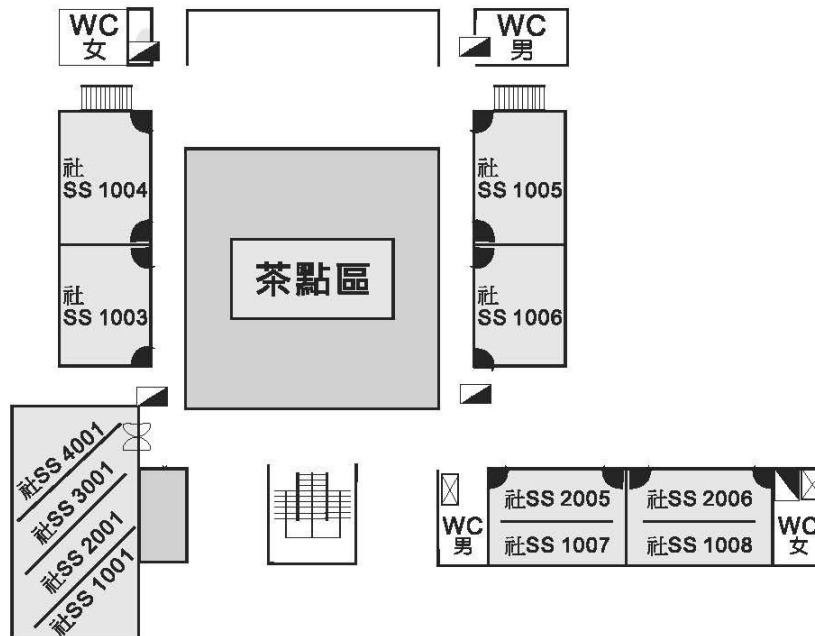 WC
女
WC
男
社
SS 1004
社
SS 1005
茶點區
社
SS 1003
社
SS 1006
社SS 4001
社SS 3001
社SS 2001
社SS 1001
WC
男
社SS 2005
社SS 1007
社SS 2006
社SS 1008
WC
女